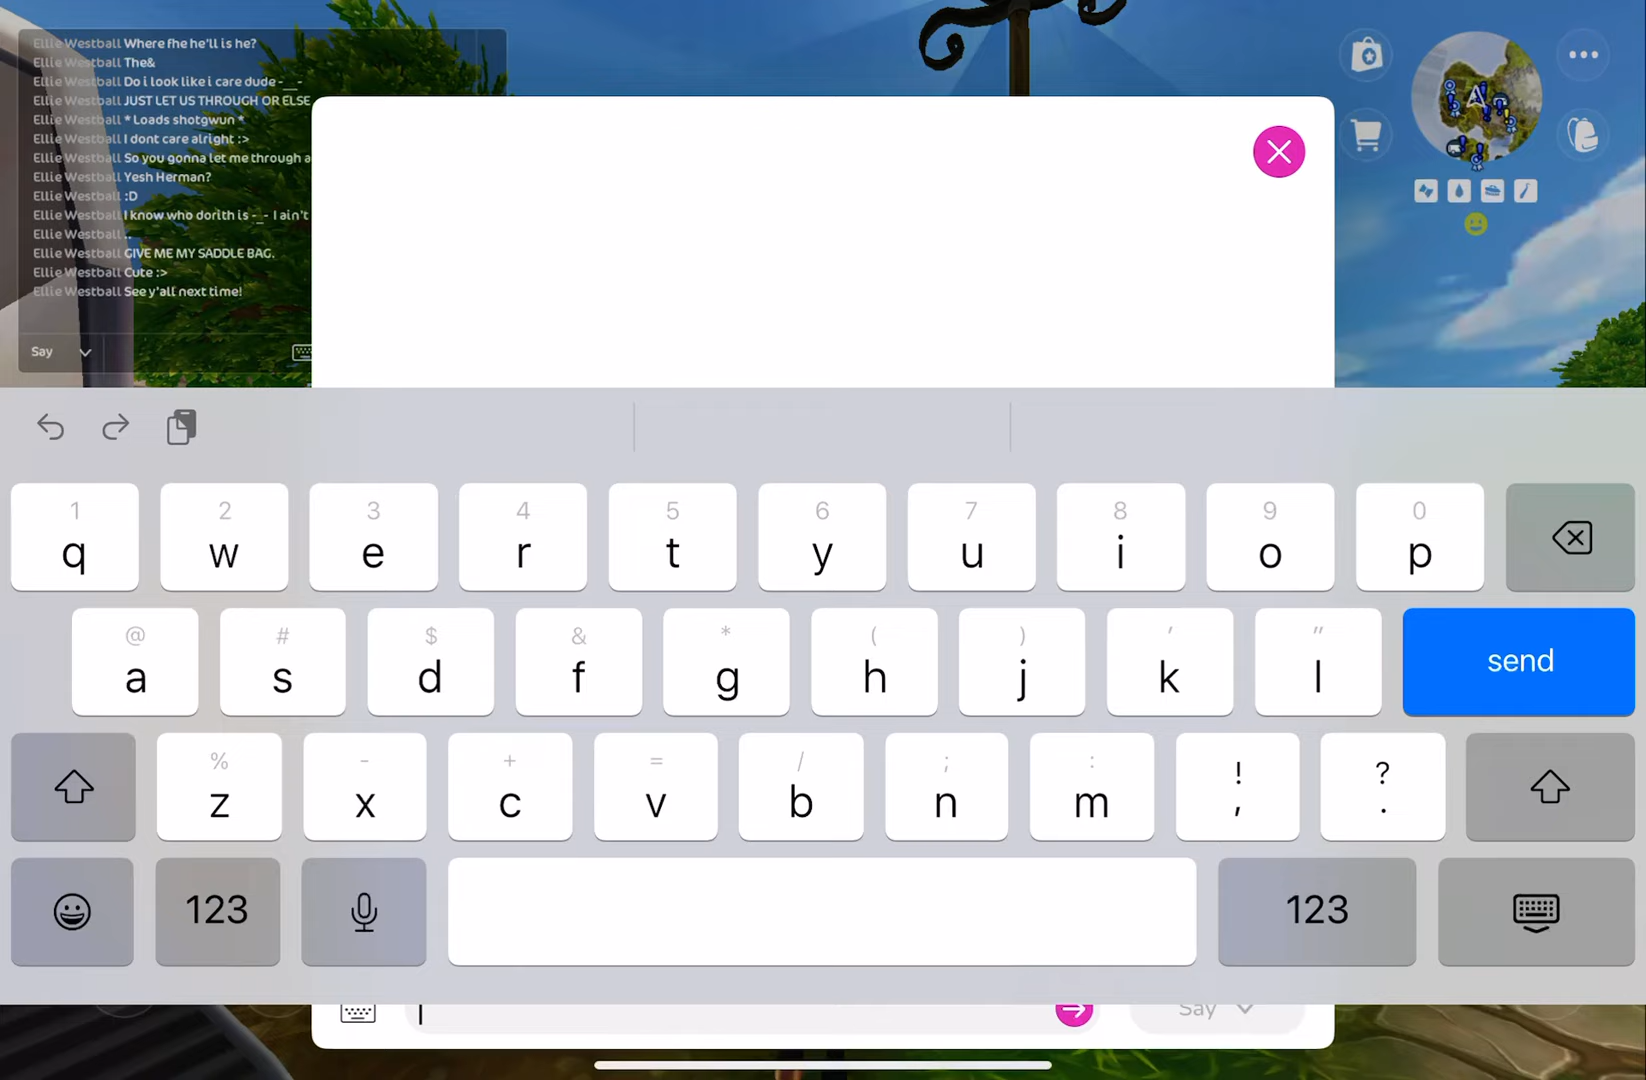 Ellie Westball Where fhe he'll is he?
Ellie Westball The&
Ellie Westball Do i look like i care dude -__-
Ellie Westball JUST LET US THROUGH OR ELSE
Ellie Westball * Loads shotgwun *
Ellie Westball I dont care alright :>
Ellie Westball So you gonna let me through a
Ellie Westball Yesh Herman?
Ellie Westball :D
Ellie Westball I know who dorith is -_- I ain't
Ellie Westball ..
Ellie Westball GIVE ME MY SADDLE BAG.
Ellie Westball Cute :>
Ellie Westball See y'all next time!
Say
1 2 3 4 5 6 7 8 9 0
q w e r t y u i o p
@ # $ & * ( ) ' "
a s d f g h j k l send
% - + = / ; : ! ?
z x c v b n m , .
123 123
Say